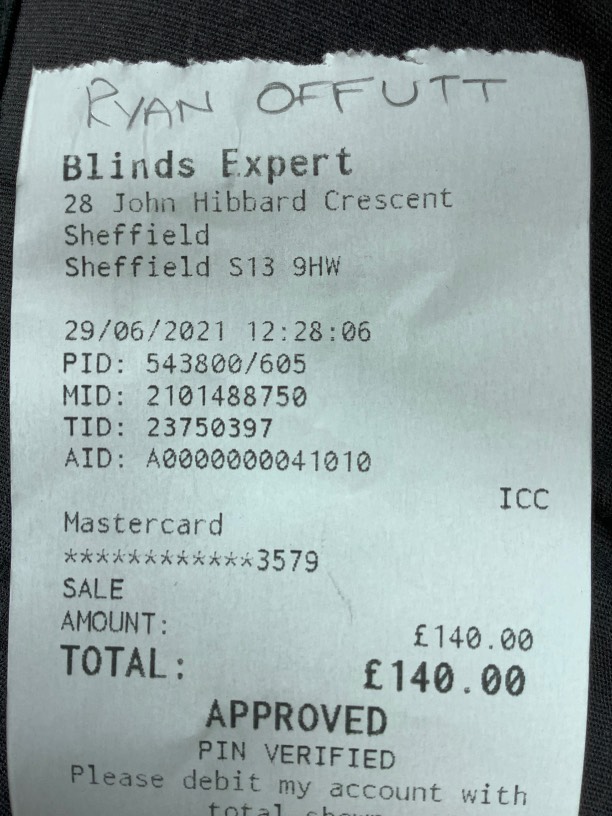 RYAN OFFUTT
Blinds Expert
28 John Hibbard Crescent
Sheffield
Sheffield S13 9HW
29/06/2021 12:28:06
PID: 543800/605
MID: 2101488750
TID: 23750397
AID: A0000000041010
ICC
Mastercard
************3579
SALE
AMOUNT: £140.00
TOTAL: £140.00
APPROVED
PIN VERIFIED
Please debit my account with
total